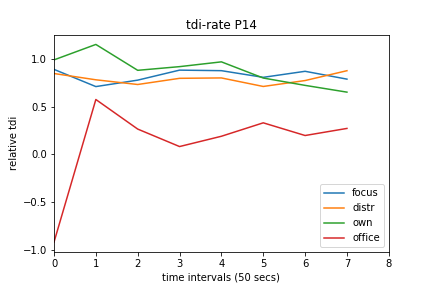 tdi-rate P14
relative tdi
1.0
0.5
0.0
−0.5
−1.0
focus
distr
own
office
0 1 2 3 4 5 6 7 8
time intervals (50 secs)